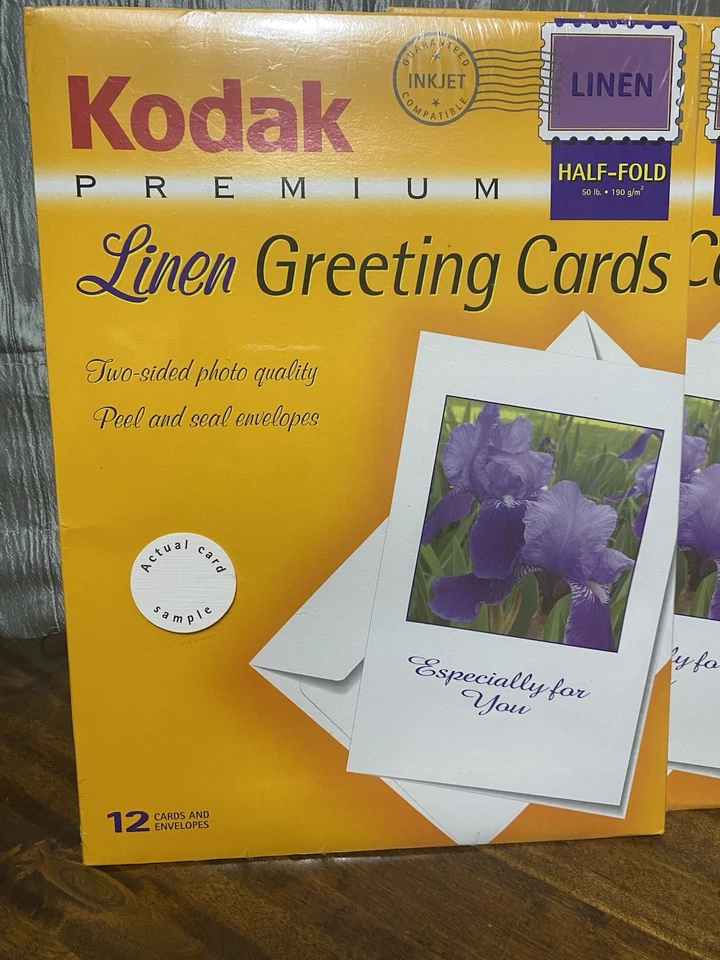 Kodak
GUARANTEED
INKJET
COMPATIBLE
LINEN
PREMIUM
HALF-FOLD
50 lb. • 190 g/m²
Linen Greeting Cards
Two-sided photo quality
Peel and seal envelopes
Actual card
sample
Especially for
You
12 CARDS AND
ENVELOPES